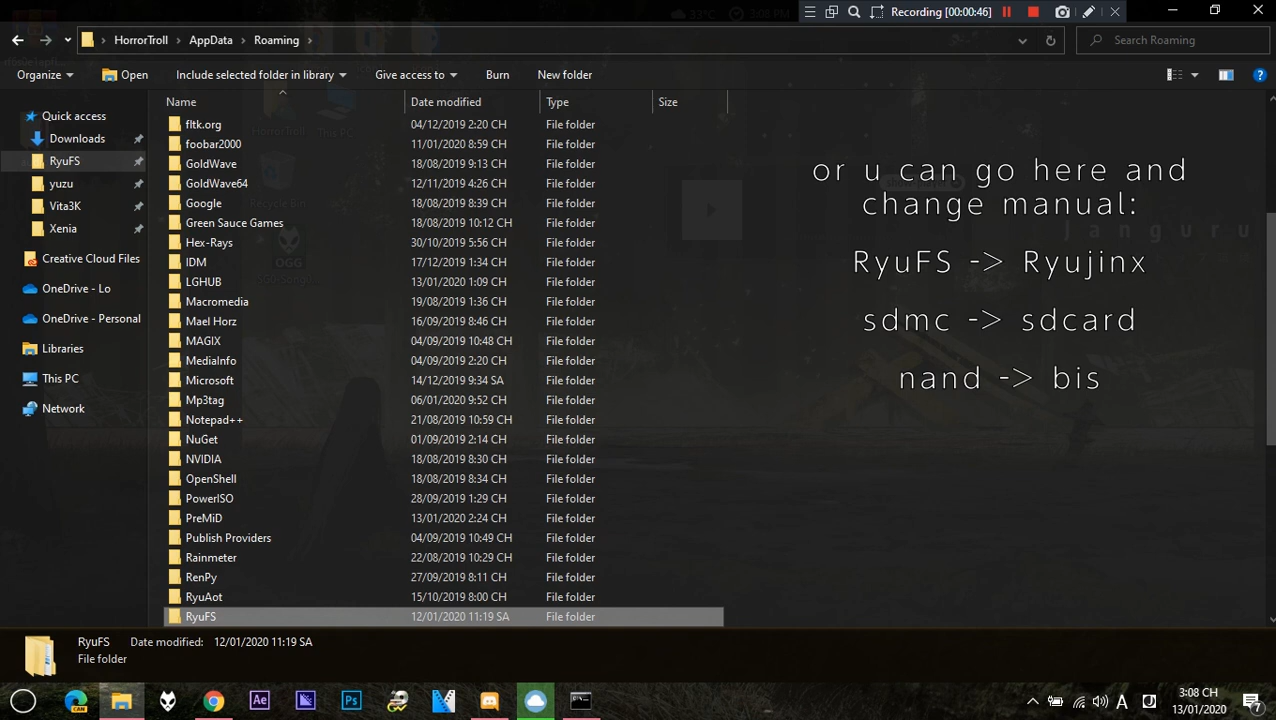 33°C 3:08 PM
Recording [00:00:46]
HorrorTroll > AppData > Roaming >
Search Roaming
Organize Open Include selected folder in library Give access to Burn New folder
Name Date modified Type Size
Quick access
Downloads
RyuFS
yuzu
Vita3K
Xenia
Creative Cloud Files
OneDrive - Lo
OneDrive - Personal
Libraries
This PC
Network
fltk.org 04/12/2019 2:20 CH File folder
foobar2000 11/01/2020 8:59 CH File folder
GoldWave 18/08/2019 9:13 CH File folder
GoldWave64 12/11/2019 4:26 CH File folder
Google 18/08/2019 8:39 CH File folder
Green Sauce Games 18/08/2019 10:12 CH File folder
Hex-Rays 30/10/2019 5:56 CH File folder
IDM 17/12/2019 1:34 CH File folder
LGHUB 13/01/2020 1:09 CH File folder
Macromedia 19/08/2019 1:36 CH File folder
Mael Horz 16/09/2019 8:46 CH File folder
MAGIX 04/09/2019 10:48 CH File folder
MediaInfo 04/09/2019 2:20 CH File folder
Microsoft 14/12/2019 9:34 SA File folder
Mp3tag 06/01/2020 9:52 CH File folder
Notepad++ 21/08/2019 10:59 CH File folder
NuGet 01/09/2019 2:14 CH File folder
NVIDIA 18/08/2019 8:30 CH File folder
OpenShell 18/08/2019 8:34 CH File folder
PowerISO 28/09/2019 1:29 CH File folder
PreMiD 13/01/2020 2:24 CH File folder
Publish Providers 04/09/2019 10:49 CH File folder
Rainmeter 22/08/2019 10:29 CH File folder
RenPy 27/09/2019 8:11 CH File folder
RyuAot 15/10/2019 8:00 CH File folder
RyuFS 12/01/2020 11:19 SA File folder
HorrorTroll
This PC
Recycle Bin
OGG
Janguru
or u can go here and
change manual:
RyuFS -> Ryujinx
sdmc -> sdcard
nand -> bis
RyuFS Date modified: 12/01/2020 11:19 SA
File folder
CAN
Ae
Ps
A
3:08 CH
13/01/2020
7